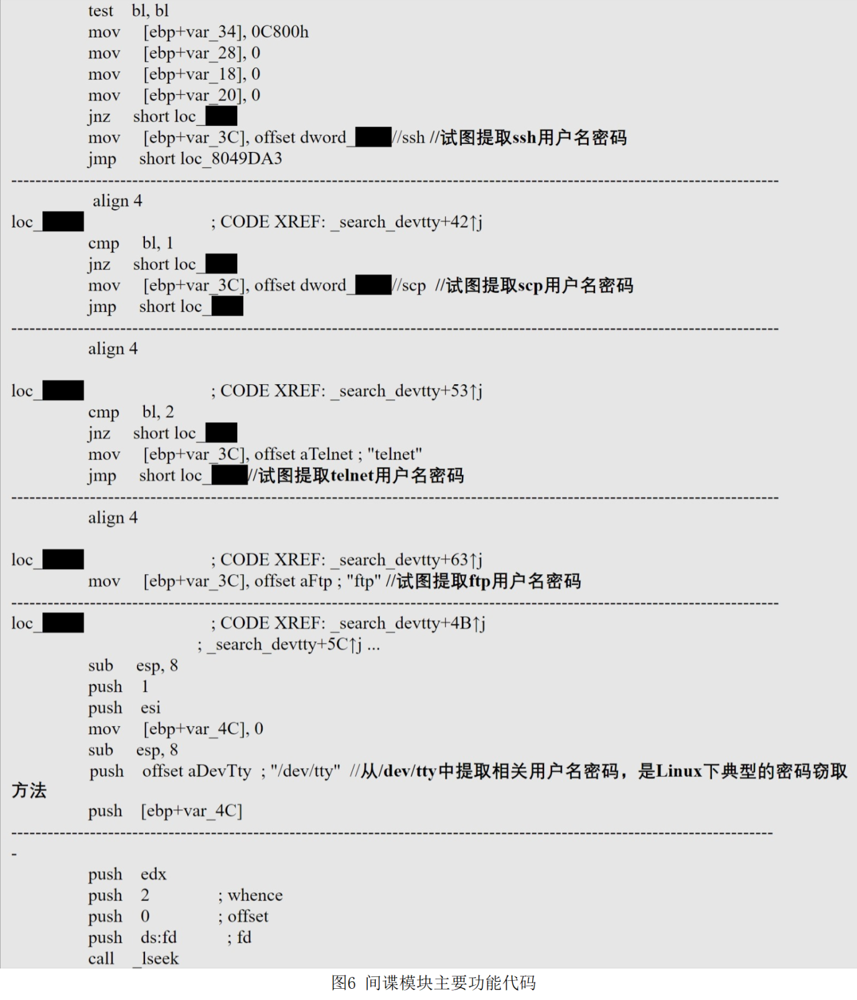 test bl, bl
mov [ebp+var_34], 0C800h
mov [ebp+var_28], 0
mov [ebp+var_18], 0
mov [ebp+var_20], 0
jnz short loc_
mov [ebp+var_3C], offset dword_ //ssh //试图提取ssh用户名密码
jmp short loc_8049DA3
--------------------------------------------------------------------------------
align 4
loc_ ; CODE XREF: _search_devtty+42↑j
cmp bl, 1
jnz short loc_
mov [ebp+var_3C], offset dword_ //scp //试图提取scp用户名密码
jmp short loc_
--------------------------------------------------------------------------------
align 4
loc_ ; CODE XREF: _search_devtty+53↑j
cmp bl, 2
jnz short loc_
mov [ebp+var_3C], offset aTelnet ; "telnet"
jmp short loc_ //试图提取telnet用户名密码
--------------------------------------------------------------------------------
align 4
loc_ ; CODE XREF: _search_devtty+63↑j
mov [ebp+var_3C], offset aFtp ; "ftp" //试图提取ftp用户名密码
--------------------------------------------------------------------------------
loc_ ; CODE XREF: _search_devtty+4B↑j
; _search_devtty+5C↑j ...
sub esp, 8
push 1
push esi
mov [ebp+var_4C], 0
sub esp, 8
push offset aDevTty ; "/dev/tty" //从/dev/tty中提取相关用户名密码，是Linux下典型的密码窃取
方法
push [ebp+var_4C]
--------------------------------------------------------------------------------
-
push edx
push 2 ; whence
push 0 ; offset
push ds:fd ; fd
call _lseek
图6 间谍模块主要功能代码